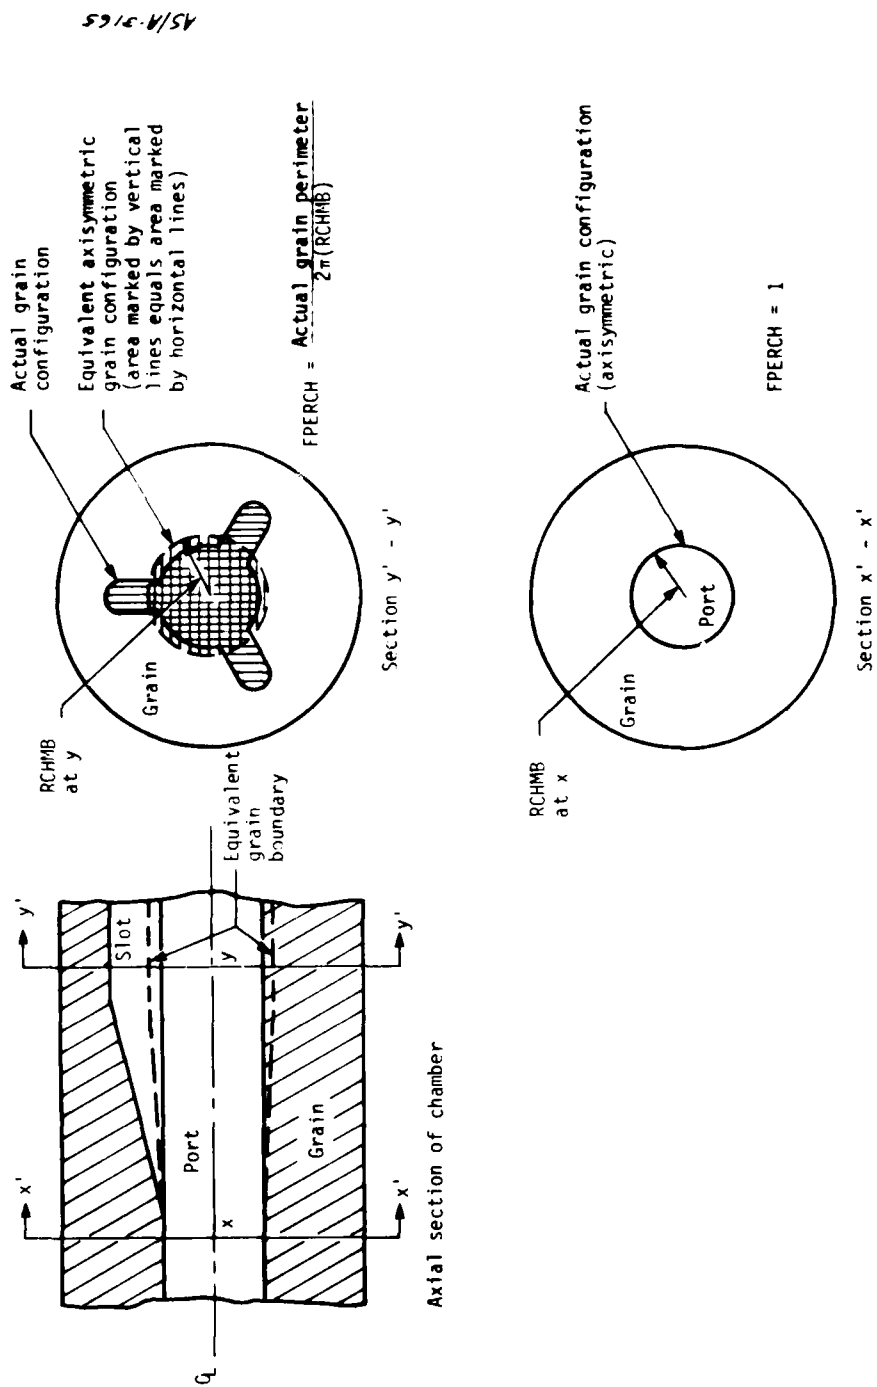 AS/A-3165
Actual grain
configuration
Equivalent axisymmetric
grain configuration
(area marked by vertical
lines equals area marked
by horizontal lines)
FPERCH = Actual grain perimeter
2π(RCHMB)
RCHMB
at y
Grain
Section y' - y'
Equivalent
grain
boundary
y'
y'
x'
x'
Slot
y
Port
x
Grain
℄
Axial section of chamber
Actual grain configuration
(axisymmetric)
FPERCH = 1
RCHMB
at x
Grain
Port
Section x' - x'